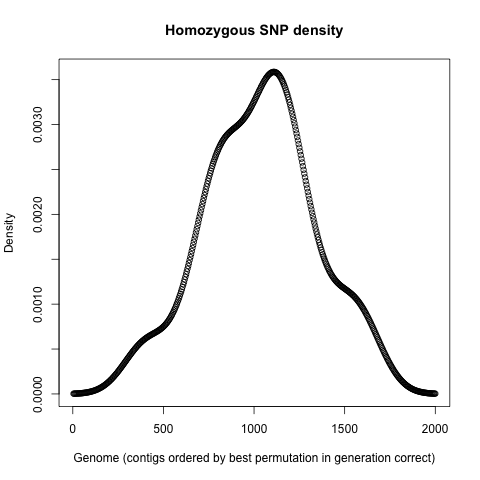 Homozygous SNP density
Density
0.0030
0.0020
0.0010
0.0000
0 500 1000 1500 2000
Genome (contigs ordered by best permutation in generation correct)